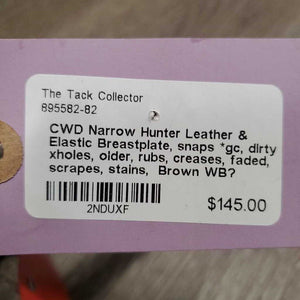 The Tack Collector
895582-82
CWD Narrow Hunter Leather &
Elastic Breastplate, snaps *gc, dirty
xholes, older, rubs, creases, faded,
scrapes, stains,  Brown WB?
2NDUXF
$145.00